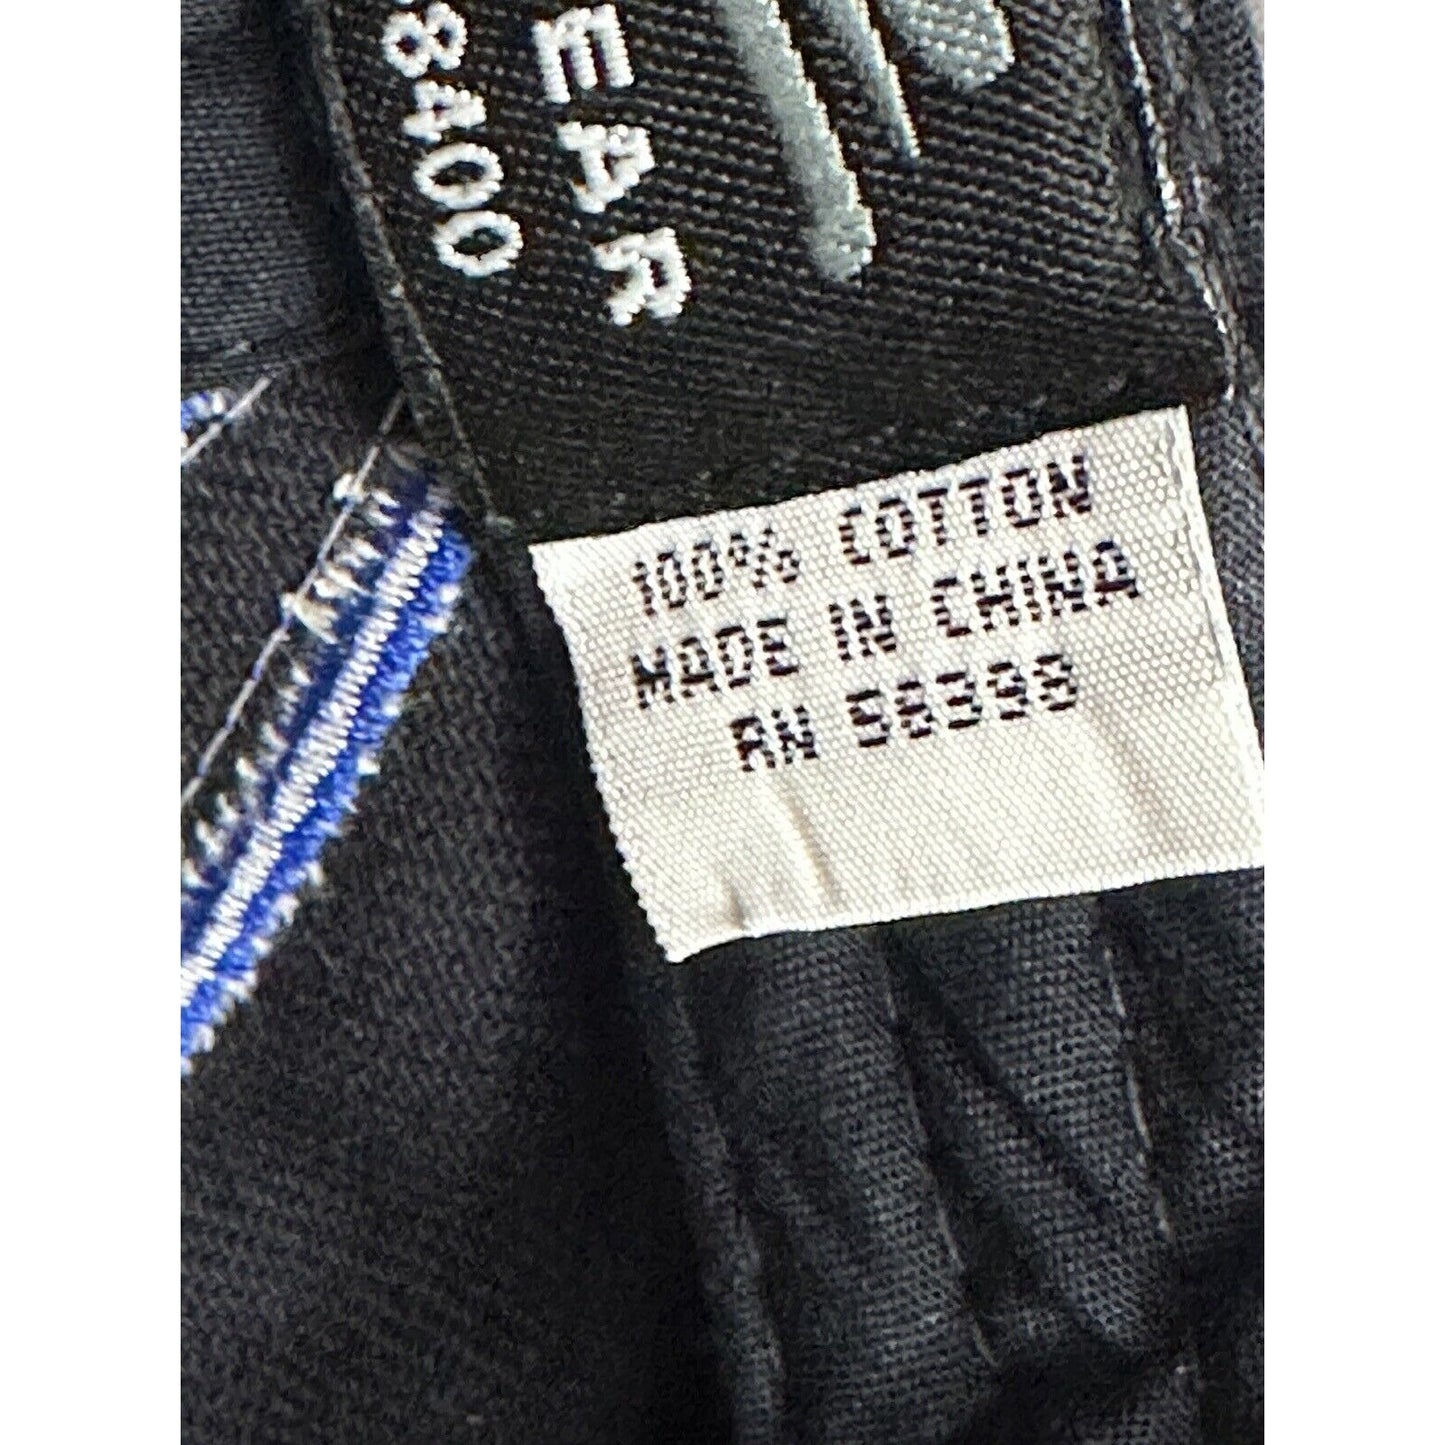 EAR
8400
100% COTTON
MADE IN CHINA
RN 58398